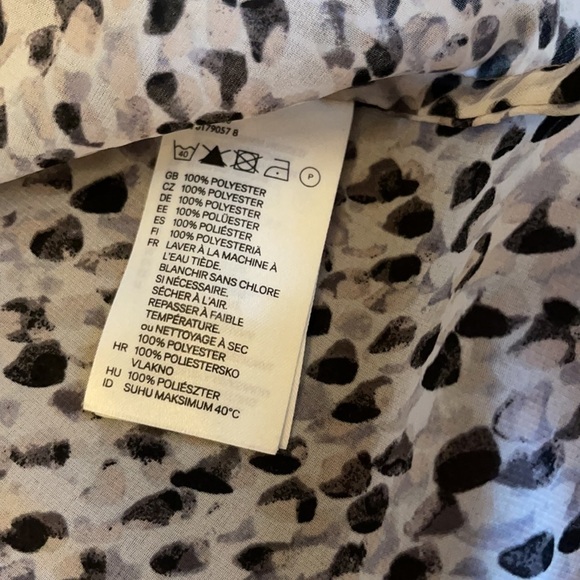 3179057 8
40
P
GB 100% POLYESTER
CZ 100% POLYESTER
DE 100% POLYESTER
EE 100% POLÜESTER
ES 100% POLIÉSTER
FI 100% POLYESTERIÄ
FR LAVER À LA MACHINE À
L'EAU TIÈDE.
BLANCHIR SANS CHLORE
SI NÉCESSAIRE.
SÉCHER À L'AIR.
REPASSER À FAIBLE
TEMPÉRATURE.
ou NETTOYAGE À SEC
100% POLYESTER
HR 100% POLIESTERSKO
VLAKNO
HU 100% POLIÉSZTER
ID SUHU MAKSIMUM 40°C